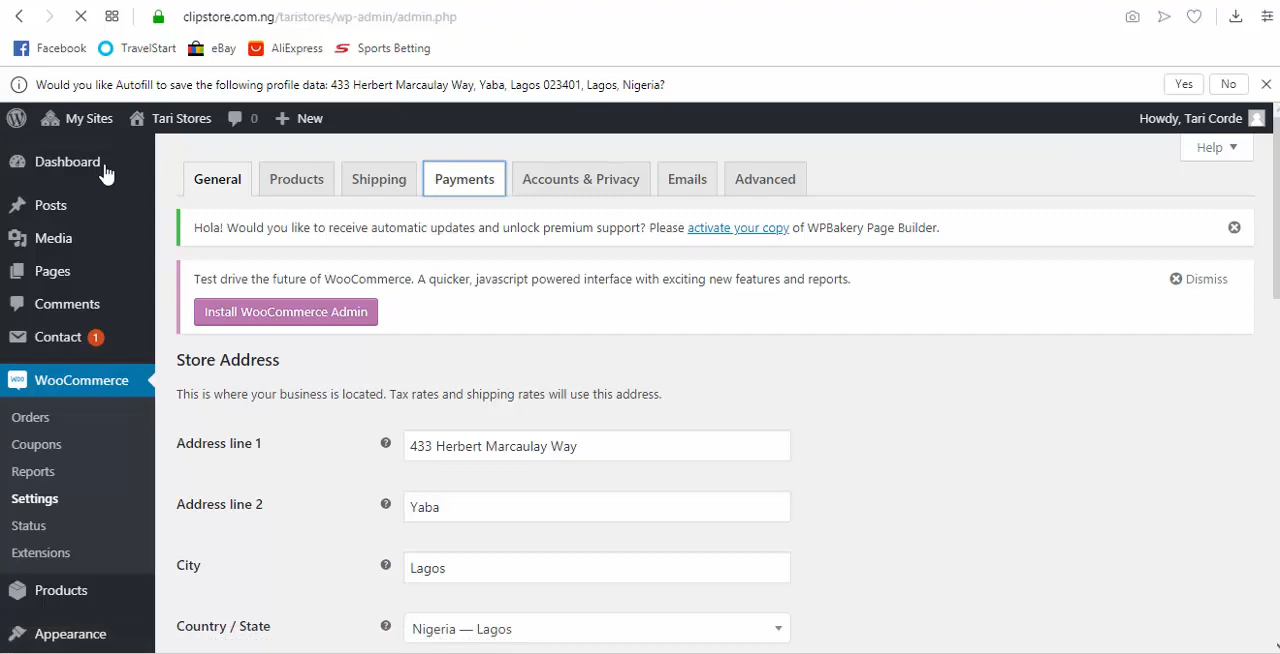 clipstore.com.ng/taristores/wp-admin/admin.php
Facebook TravelStart eBay AliExpress Sports Betting
Would you like Autofill to save the following profile data: 433 Herbert Marcaulay Way, Yaba, Lagos 023401, Lagos, Nigeria? Yes No
My Sites Tari Stores 0 New Howdy, Tari Corde
Help
Dashboard
Posts
Media
Pages
Comments
Contact 1
woo WooCommerce
Orders
Coupons
Reports
Settings
Status
Extensions
Products
Appearance
General Products Shipping Payments Accounts & Privacy Emails Advanced
Hola! Would you like to receive automatic updates and unlock premium support? Please activate your copy of WPBakery Page Builder.
Test drive the future of WooCommerce. A quicker, javascript powered interface with exciting new features and reports. Dismiss
Install WooCommerce Admin
Store Address
This is where your business is located. Tax rates and shipping rates will use this address.
Address line 1 433 Herbert Marcaulay Way
Address line 2 Yaba
City Lagos
Country / State Nigeria — Lagos